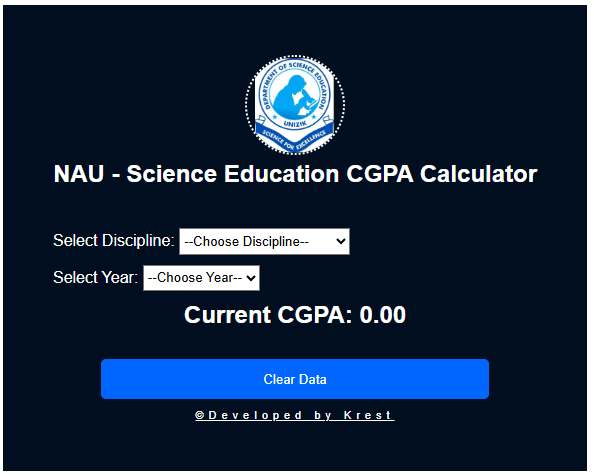 DEPARTMENT OF SCIENCE EDUCATION
UNIZIK
SCIENCE FOR EXCELLENCE
NAU - Science Education CGPA Calculator
Select Discipline: --Choose Discipline--
Select Year: --Choose Year--
Current CGPA: 0.00
Clear Data
©Developed by Krest